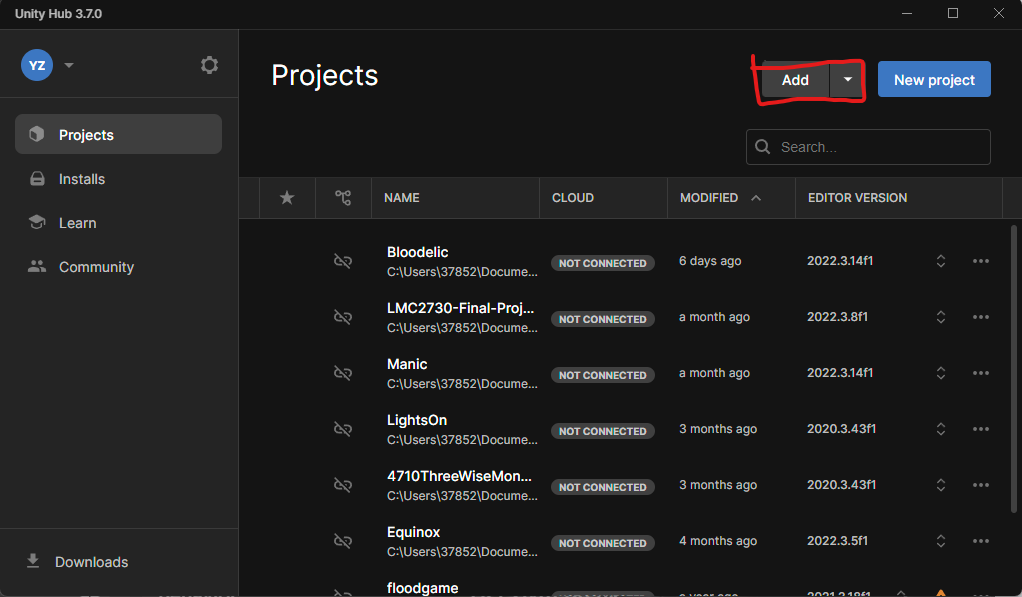 Unity Hub 3.7.0
YZ
Projects
Add
New project
Search...
Projects
Installs
Learn
Community
Downloads
NAME
CLOUD
MODIFIED
EDITOR VERSION
Bloodelic
C:\Users\37852\Docume...
NOT CONNECTED
6 days ago
2022.3.14f1
LMC2730-Final-Proj...
C:\Users\37852\Docume...
NOT CONNECTED
a month ago
2022.3.8f1
Manic
C:\Users\37852\Docume...
NOT CONNECTED
a month ago
2022.3.14f1
LightsOn
C:\Users\37852\Docume...
NOT CONNECTED
3 months ago
2020.3.43f1
4710ThreeWiseMon...
C:\Users\37852\Docume...
NOT CONNECTED
3 months ago
2020.3.43f1
Equinox
C:\Users\37852\Docume...
NOT CONNECTED
4 months ago
2022.3.5f1
floodgame